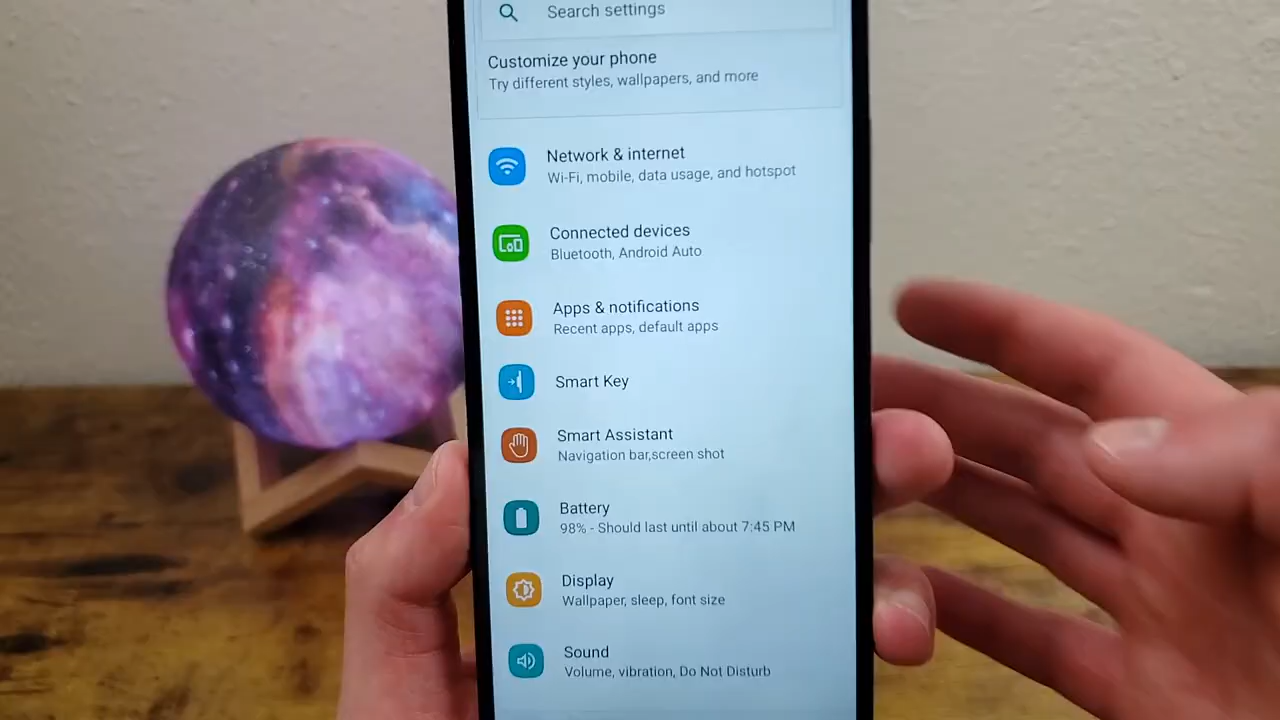 Search settings
Customize your phone
Try different styles, wallpapers, and more
Network & internet
Wi-Fi, mobile, data usage, and hotspot
Connected devices
Bluetooth, Android Auto
Apps & notifications
Recent apps, default apps
Smart Key
Smart Assistant
Navigation bar,screen shot
Battery
98% - Should last until about 7:45 PM
Display
Wallpaper, sleep, font size
Sound
Volume, vibration, Do Not Disturb